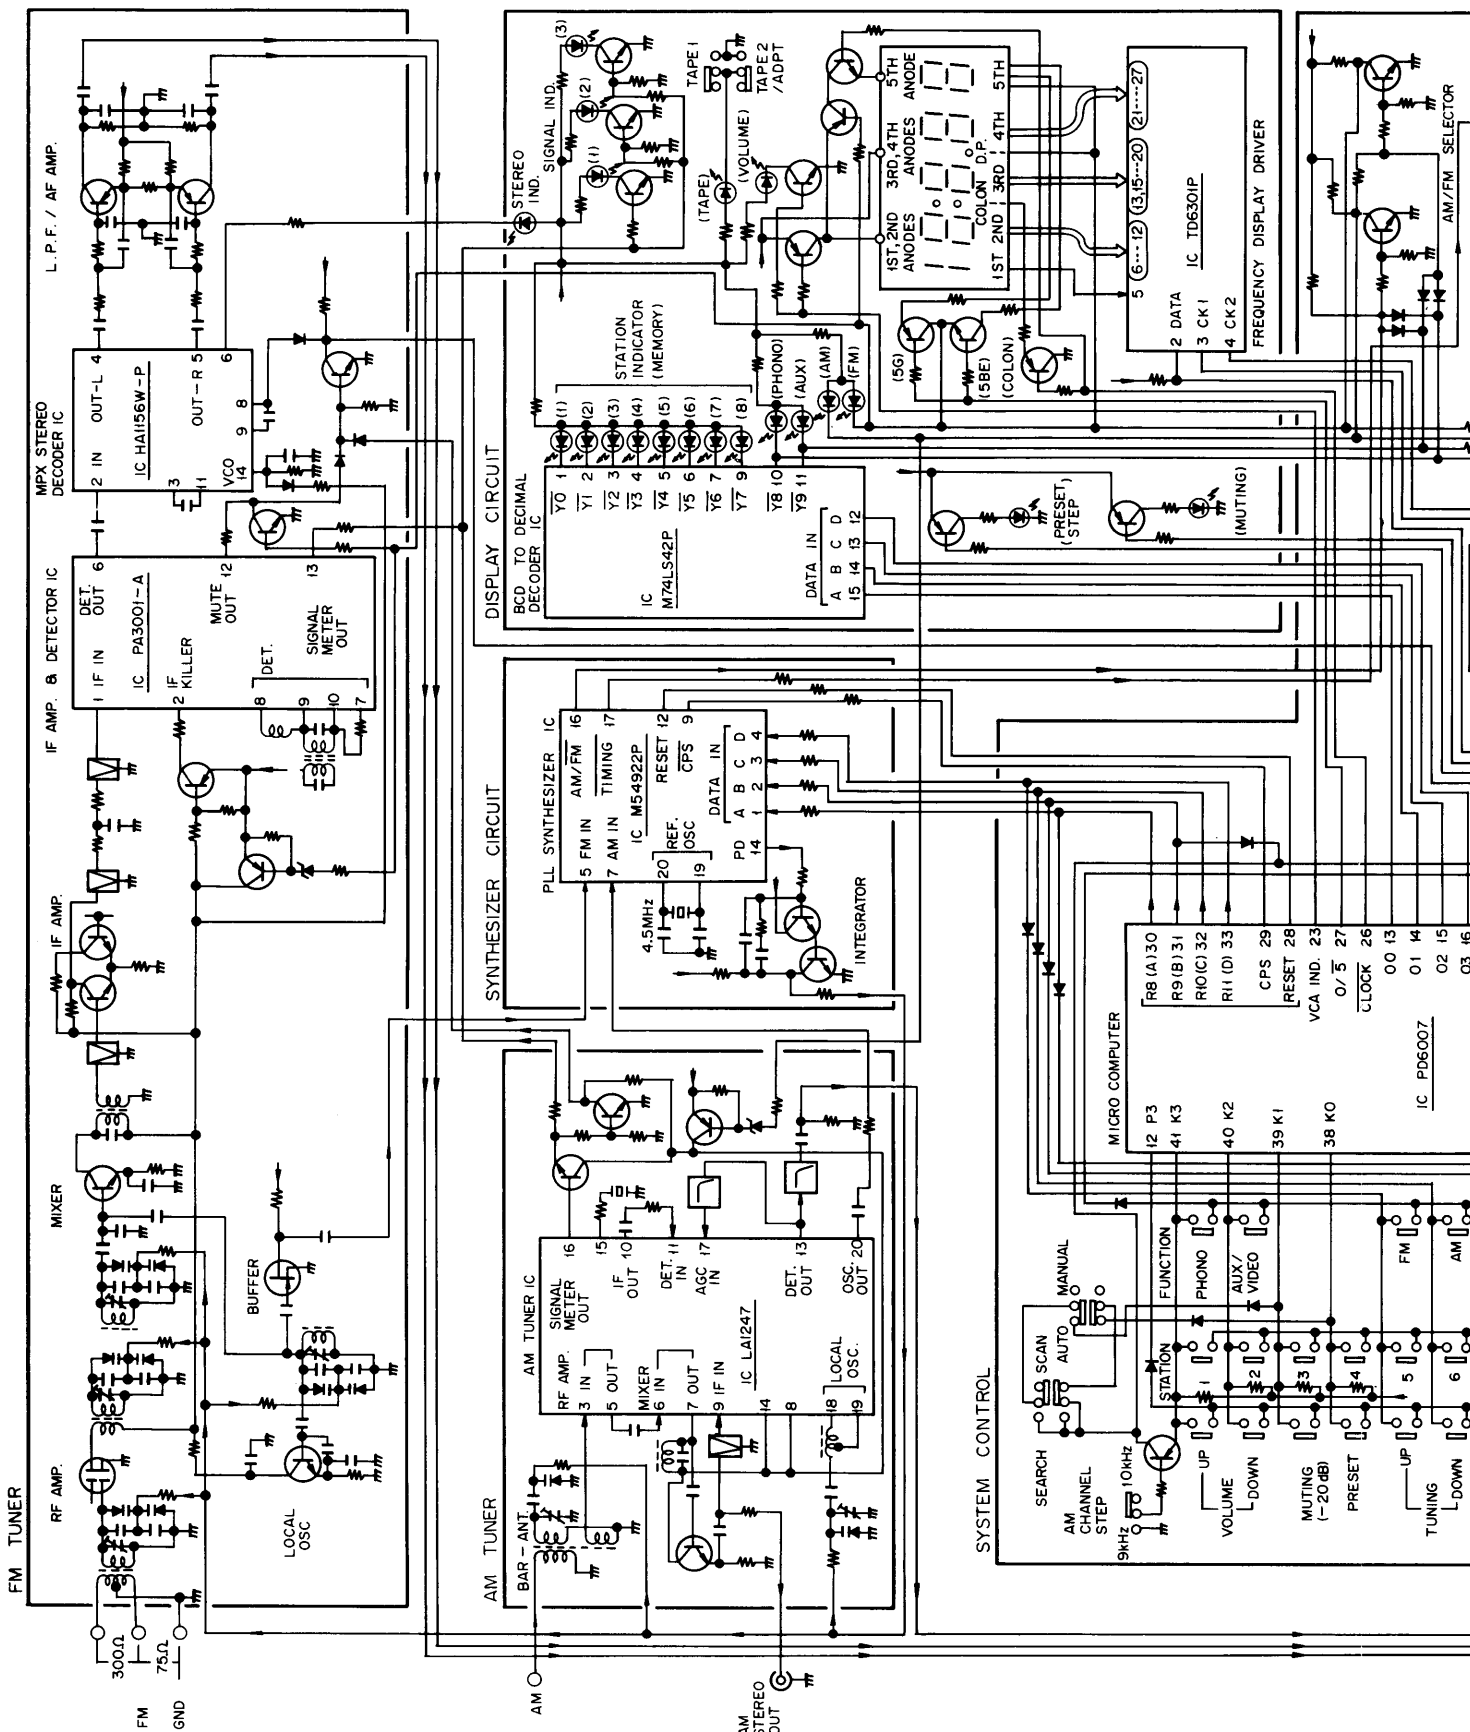 FM TUNER
RF AMP.
MIXER
IF AMP.
IF AMP. & DETECTOR IC
MPX STEREO
DECODER IC
L. P. F. / AF AMP.
300Ω
FM
75Ω
GND
LOCAL
OSC
BUFFER
1 IF IN
DET.
OUT
6
IC PA3001-A
2 IF
KILLER
MUTE
OUT
12
8
DET.
9
10
7
SIGNAL
METER
OUT
13
2 IN
OUT-L 4
IC HA1156W-P
3
11
OUT-R 5
VCO
14
9
8
6
AM TUNER
BAR-ANT.
AM
AM
STEREO
OUT
AM TUNER IC
RF AMP.
3 IN
5 OUT
MIXER
6 IN
7 OUT
9 IF IN
IC LA1247
14
8
18
19
LOCAL
OSC.
SIGNAL
METER
OUT
16
15
IF
OUT
10
DET.
IN
11
AGC
IN
17
DET.
OUT
13
OSC.
OUT
20
SYNTHESIZER CIRCUIT
PLL SYNTHESIZER IC
5 FM IN
7 AM IN
AM/FM
16
TIMING
17
IC M54922P
20
REF.
OSC
19
RESET
12
CPS
9
4.5MHz
DATA IN
A B C D
1 2 3 4
PD
14
INTEGRATOR
DISPLAY CIRCUIT
BCD TO DECIMAL
DECODER IC
IC
M74LS42P
Y0 1
Y1 2
Y2 3
Y3 4
Y4 5
Y5 6
Y6 7
Y7 9
Y8 10
Y9 11
DATA IN
A B C D
15 14 13 12
(1)
(2)
(3)
(4)
(5)
(6)
(7)
(8)
STATION
INDICATOR
(MEMORY)
(PHONO)
(AUX)
(AM)
(FM)
STEREO
IND.
SIGNAL IND.
(1)
(2)
(3)
TAPE 1
TAPE 2
/ADPT
(TAPE)
(VOLUME)
1ST, 2ND
ANODES
3RD, 4TH
ANODES
5TH
ANODE
COLON
D.P.
1ST
2ND
3RD
4TH
5TH
(5G)
(5BE)
(COLON)
5
(6---12)
(13,15---20)
(21----27)
IC TD6301P
2 DATA
3 CK1
4 CK2
FREQUENCY DISPLAY DRIVER
(PRESET
STEP)
(MUTING)
AM/FM SELECTOR
SYSTEM CONTROL
MICRO COMPUTER
IC PD6007
12 P3
41 K3
40 K2
39 K1
38 K0
R8 (A) 30
R9 (B) 31
R10 (C) 32
R11 (D) 33
CPS 29
RESET 28
VCA IND. 23
0/5 27
CLOCK 26
00 13
01 14
02 15
03 16
SEARCH
SCAN
AUTO
MANUAL
AM
CHANNEL
STEP
9kHz
10kHz
STATION
FUNCTION
PHONO
AUX/
VIDEO
FM
AM
1
2
3
4
5
6
VOLUME
UP
DOWN
MUTING
(-20dB)
PRESET
TUNING
UP
DOWN